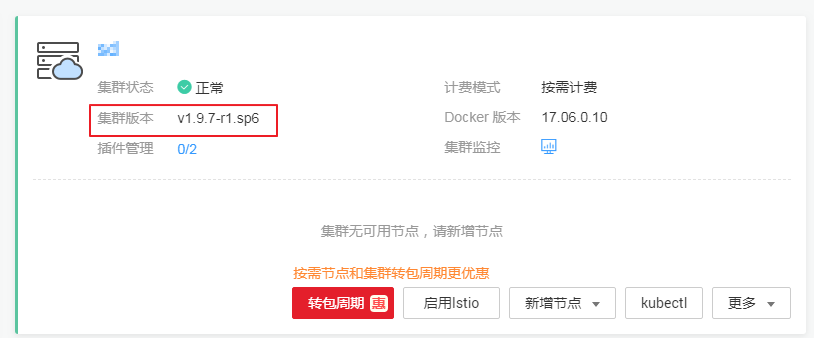 集群状态 正常 计费模式 按需计费
集群版本 v1.9.7-r1.sp6 Docker 版本 17.06.0.10
插件管理 0/2 集群监控
集群无可用节点，请新增节点
按需节点和集群转包周期更优惠
转包周期 惠 启用Istio 新增节点 kubectl 更多